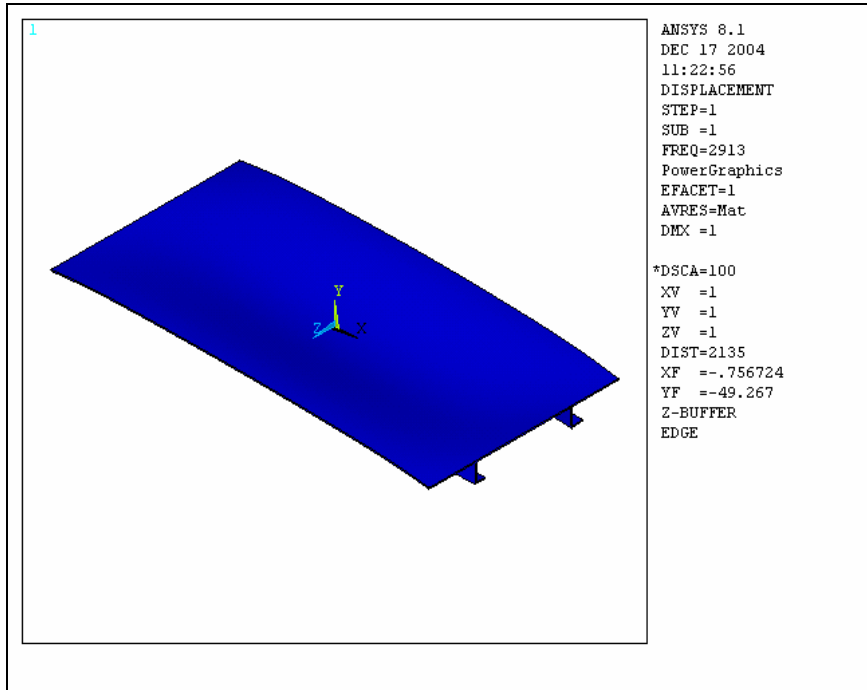 1
ANSYS 8.1
DEC 17 2004
11:22:56
DISPLACEMENT
STEP=1
SUB =1
FREQ=2913
PowerGraphics
EFACET=1
AVRES=Mat
DMX =1
*DSCA=100
XV =1
YV =1
ZV =1
DIST=2135
XF =-.756724
YF =-49.267
Z-BUFFER
EDGE
Y
Z X